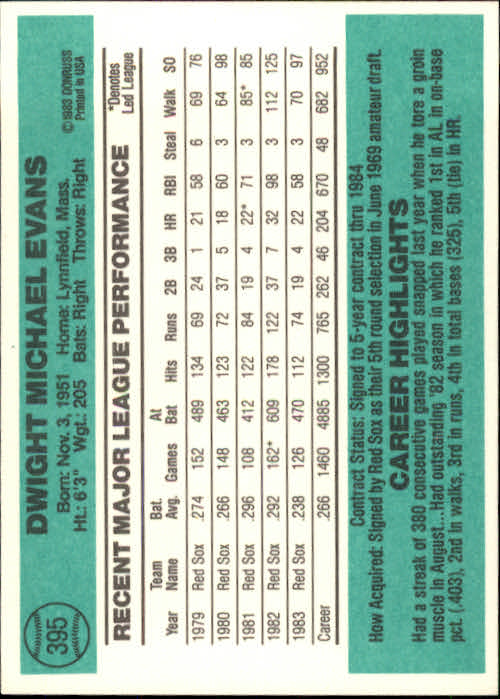 395
DWIGHT MICHAEL EVANS
Born: Nov. 3, 1951 Home: Lynnfield, Mass.
Ht.: 6'3" Wgt.: 205 Bats: Right Throws: Right
© 1983 DONRUSS
Printed in USA
RECENT MAJOR LEAGUE PERFORMANCE
*Denotes
Led League
Year Team Name Bat. Avg. Games At Bat Hits Runs 2B 3B HR RBI Steal Walk SO
1979 Red Sox .274 152 489 134 69 24 1 21 58 6 69 76
1980 Red Sox .266 148 463 123 72 37 5 18 60 3 64 98
1981 Red Sox .296 108 412 122 84 19 4 22* 71 3 85* 85
1982 Red Sox .292 162* 609 178 122 37 7 32 98 3 112 125
1983 Red Sox .238 126 470 112 74 19 4 22 58 3 70 97
Career .266 1460 4885 1300 765 262 46 204 670 48 682 952
Contract Status: Signed to 5-year contract thru 1984
How Acquired: Signed by Red Sox as their 5th round selection in June 1969 amateur draft.
CAREER HIGHLIGHTS
Had a streak of 380 consecutive games played snapped last year when he tore a groin
muscle in August...Had outstanding '82 season in which he ranked 1st in AL in on-base
pct. (.403), 2nd in walks, 3rd in runs, 4th in total bases (325), 5th (tie) in HR.